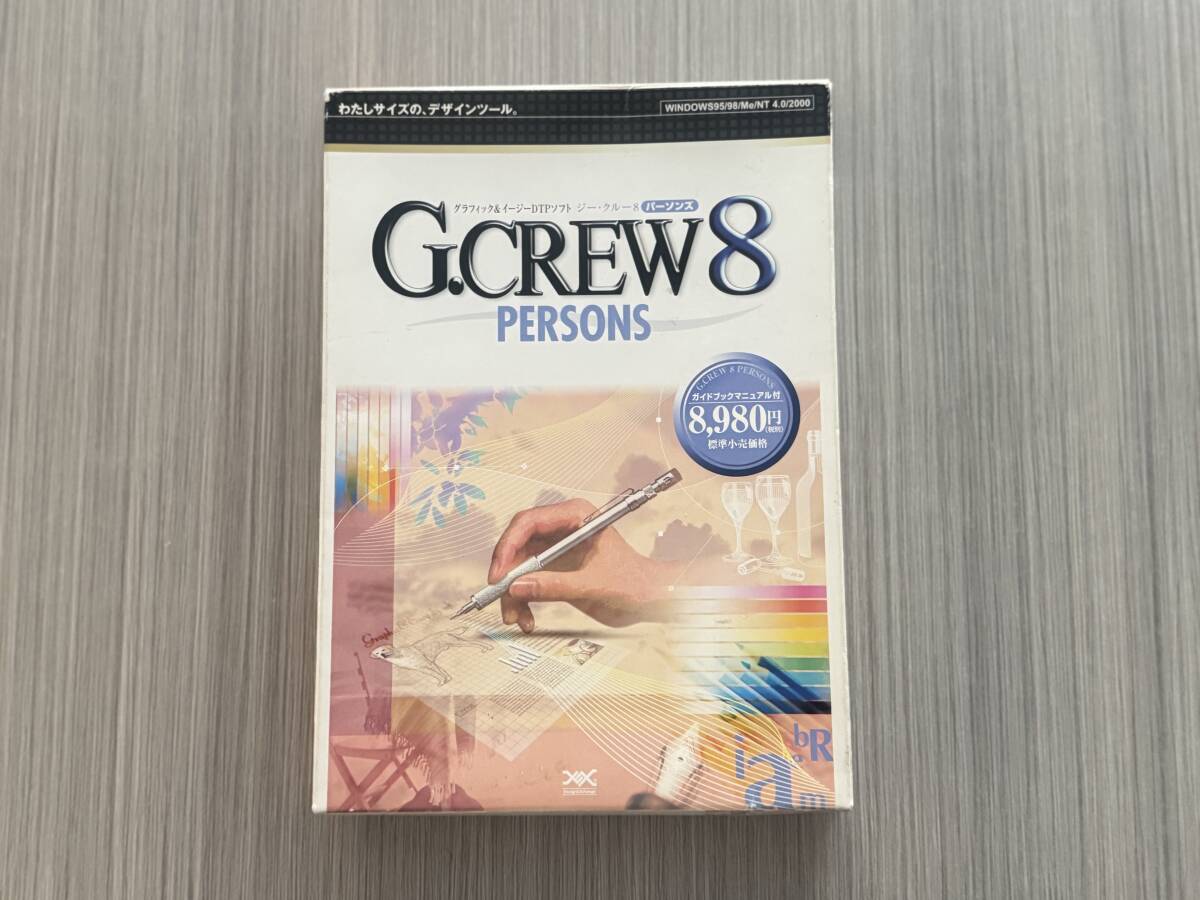 わたしサイズの、デザインツール。
WINDOWS95/98/Me/NT 4.0/2000
グラフィック&イージーDTPソフト ジー・クルー8 パーソンズ
G.CREW 8
PERSONS
G.CREW 8 PERSONS
ガイドブックマニュアル付
8,980円
(税別)
標準小売価格
Graph
b R
i a m